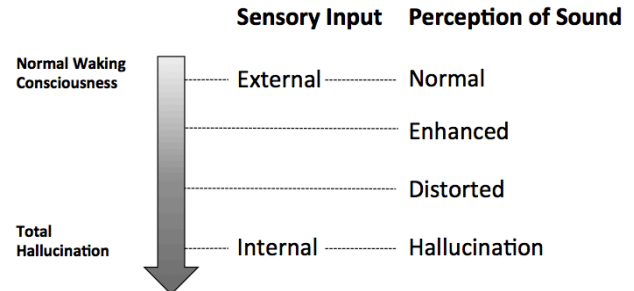 Sensory Input Perception of Sound
Normal Waking
Consciousness
External Normal
Enhanced
Distorted
Total
Hallucination
Internal Hallucination